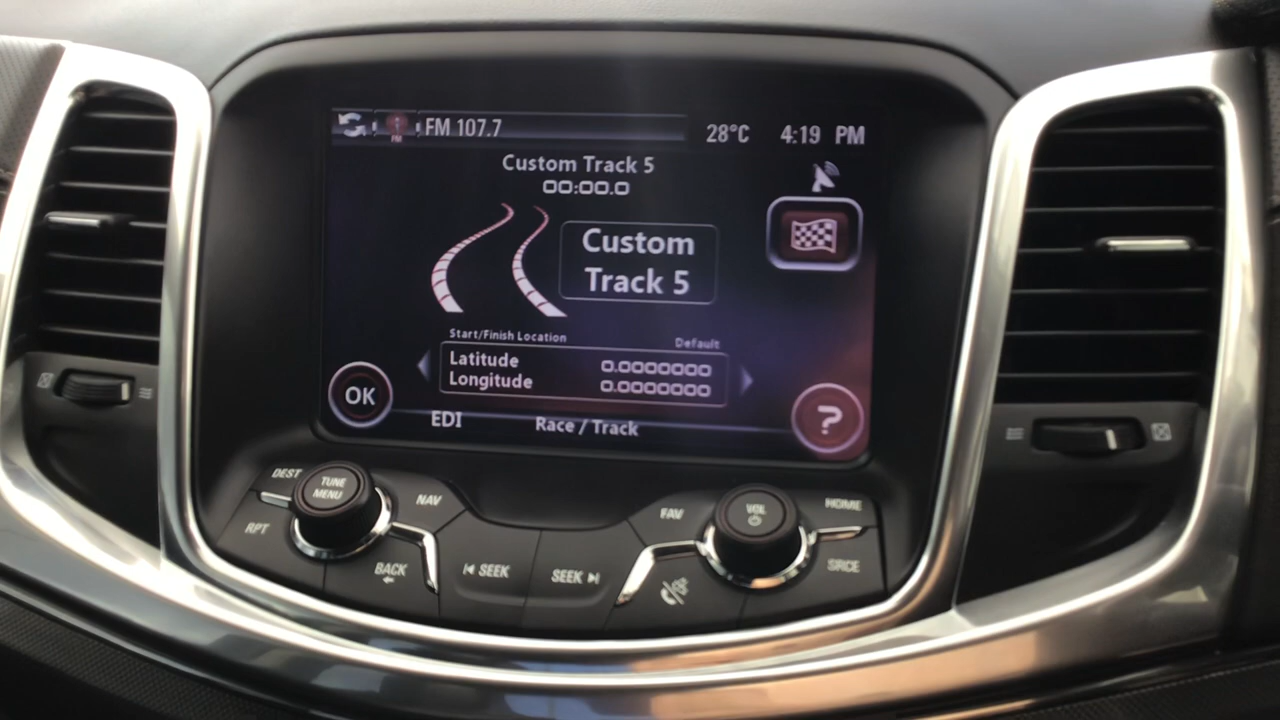 FM 107.7
28°C 4:19 PM
FM
Custom Track 5
00:00.0
Custom
Track 5
Start/Finish Location
Default
Latitude 0.0000000
Longitude 0.0000000
OK
?
EDI
Race / Track
DEST
TUNE
MENU
NAV
RPT
BACK
SEEK
SEEK
FAV
VOL
HOME
SRCE